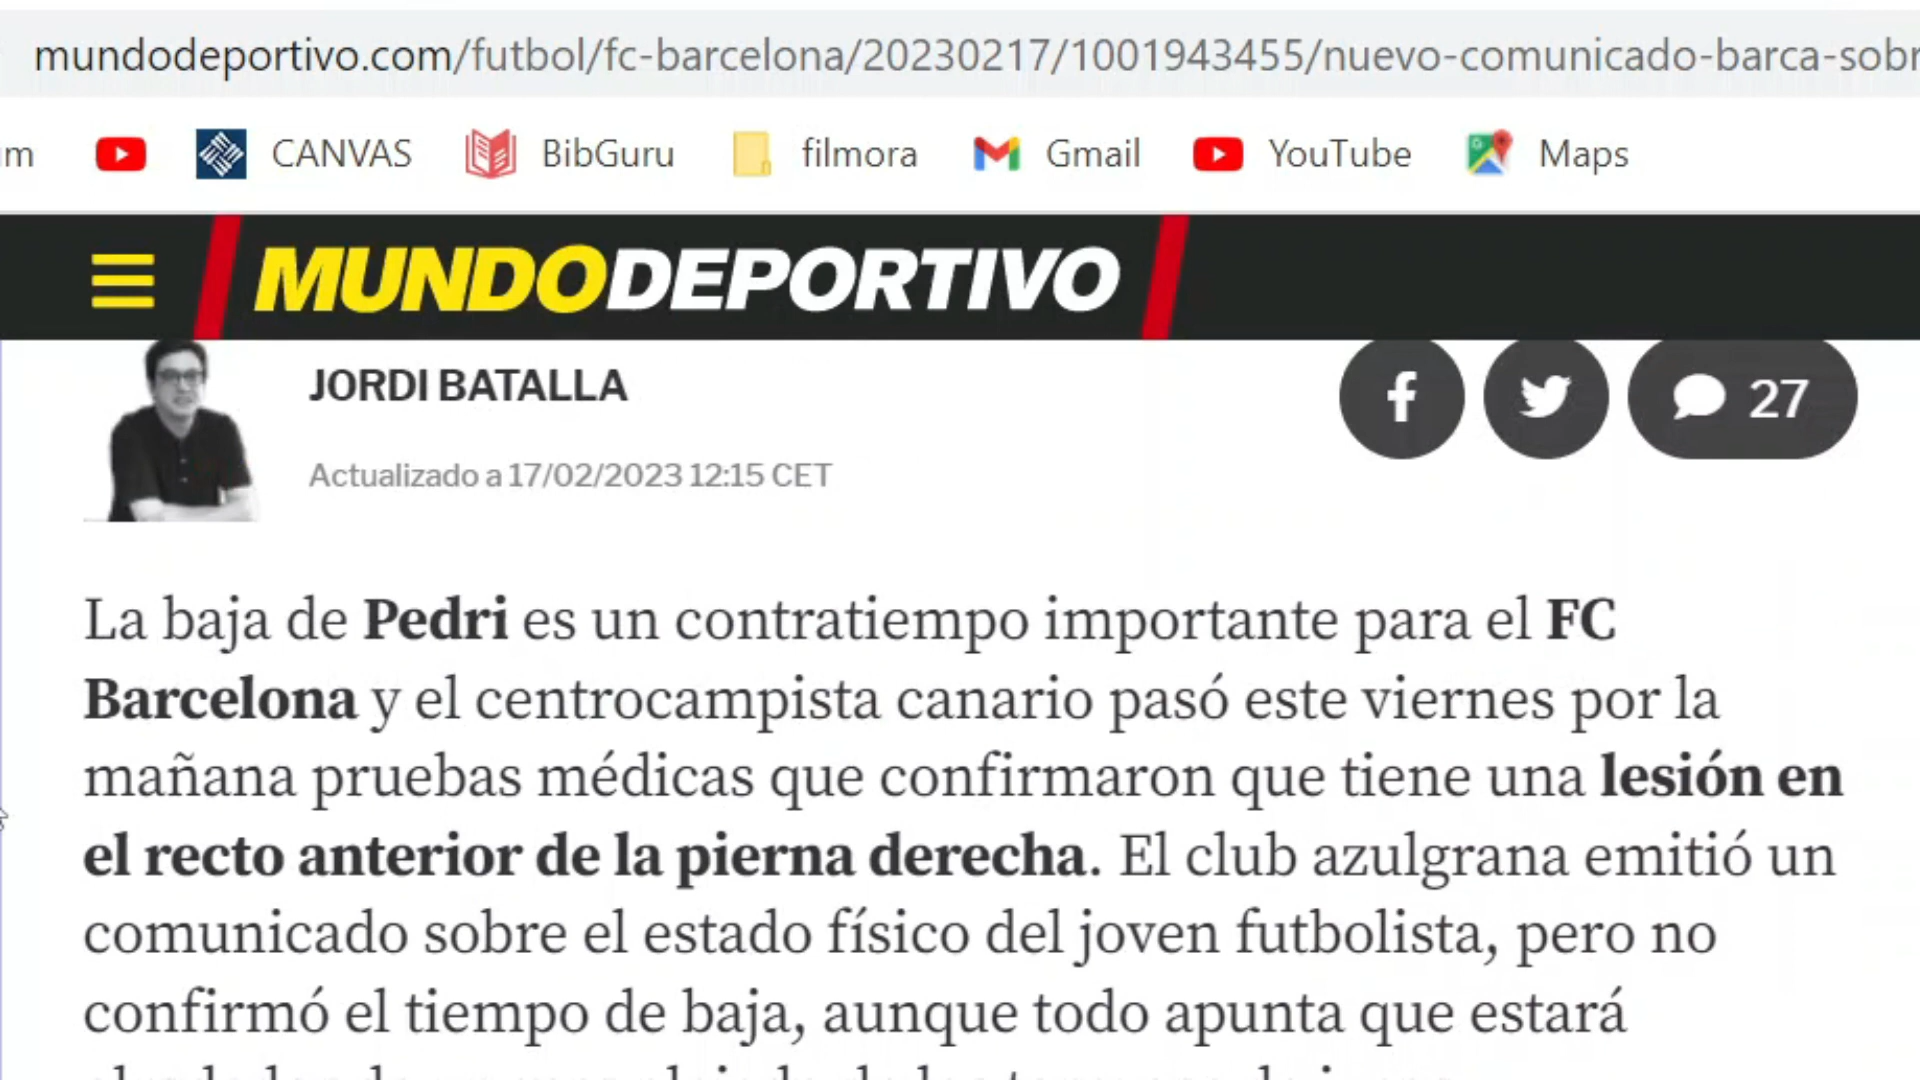 mundodeportivo.com/futbol/fc-barcelona/20230217/1001943455/nuevo-comunicado-barca-sobr
m CANVAS BibGuru filmora Gmail YouTube Maps
MUNDODEPORTIVO
JORDI BATALLA
27
Actualizado a 17/02/2023 12:15 CET
La baja de Pedri es un contratiempo importante para el FC
Barcelona y el centrocampista canario pasó este viernes por la
mañana pruebas médicas que confirmaron que tiene una lesión en
el recto anterior de la pierna derecha. El club azulgrana emitió un
comunicado sobre el estado físico del joven futbolista, pero no
confirmó el tiempo de baja, aunque todo apunta que estará